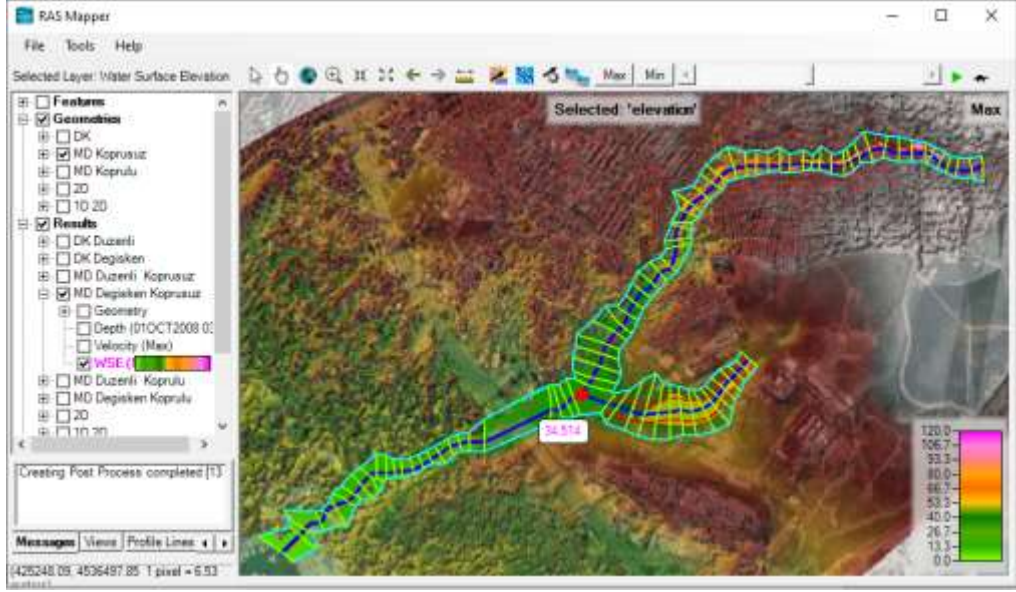 RAS Mapper
File Tools Help
Selected Layer: Water Surface Elevation
Max Min
Features
Geometries
DK
MD Koprusuz
MD Koprulu
2D
1D 2D
Results
DK Duzenli
DK Degisken
MD Duzenli Koprusuz
MD Degisken Koprusuz
Geometry
Depth (01OCT2008 03
Velocity (Max)
WSE (
MD Duzenli Koprulu
MD Degisken Koprulu
2D
1D 2D
Creating Post Process completed [13
Messages Views Profile Lines
(425248.09, 4536497.85 1 pixel = 6.53
Selected: 'elevation'
Max
34.514
120.0
106.7
93.3
80.0
66.7
53.3
40.0
26.7
13.3
0.0